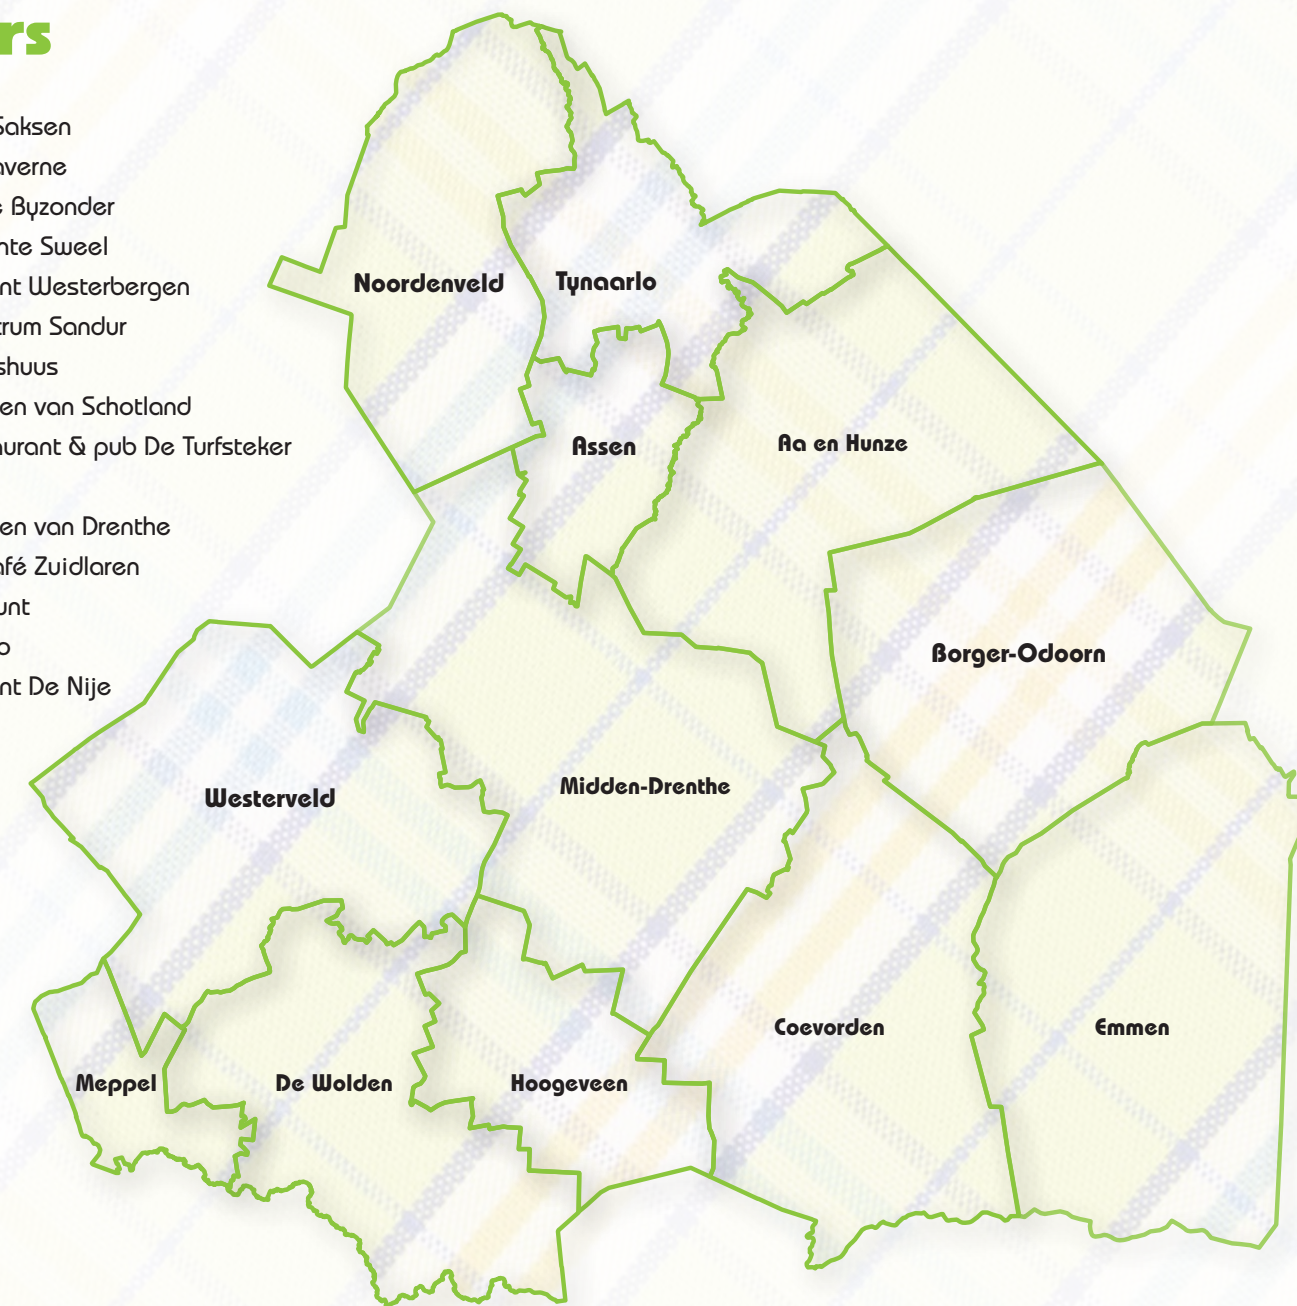 rs
Saksen
averne
e Byzonder
nte Sweel
nt Westerbergen
trum Sandur
shuus
en van Schotland
aurant & pub De Turfsteker
en van Drenthe
afé Zuidlaren
unt
o
nt De Nije
Noordenveld
Tynaarlo
Assen
Aa en Hunze
Borger-Odoorn
Midden-Drenthe
Westerveld
Coevorden
Emmen
Meppel
De Wolden
Hoogeveen